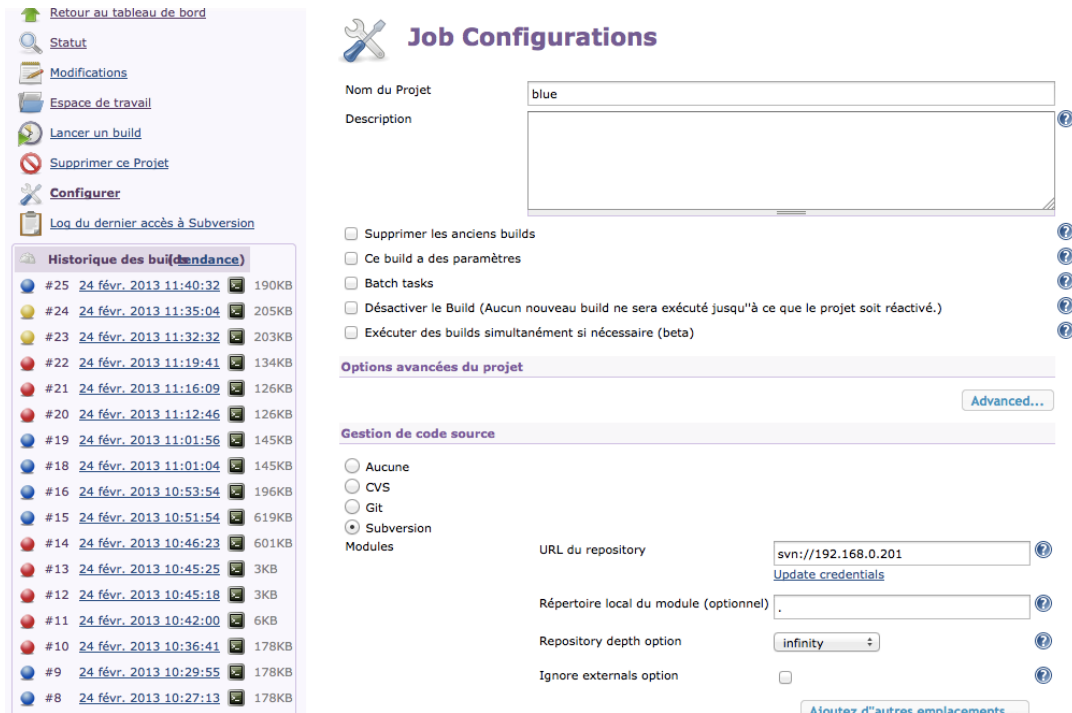 Retour au tableau de bord
Statut
Modifications
Espace de travail
Lancer un build
Supprimer ce Projet
Configurer
Log du dernier accès à Subversion
Historique des builds (tendance)
#25 24 févr. 2013 11:40:32 190KB
#24 24 févr. 2013 11:35:04 205KB
#23 24 févr. 2013 11:32:32 203KB
#22 24 févr. 2013 11:19:41 134KB
#21 24 févr. 2013 11:16:09 126KB
#20 24 févr. 2013 11:12:46 126KB
#19 24 févr. 2013 11:01:56 145KB
#18 24 févr. 2013 11:01:04 145KB
#16 24 févr. 2013 10:53:54 196KB
#15 24 févr. 2013 10:51:54 619KB
#14 24 févr. 2013 10:46:23 601KB
#13 24 févr. 2013 10:45:25 3KB
#12 24 févr. 2013 10:45:18 3KB
#11 24 févr. 2013 10:42:00 6KB
#10 24 févr. 2013 10:36:41 178KB
#9 24 févr. 2013 10:29:55 178KB
#8 24 févr. 2013 10:27:13 178KB
Job Configurations
Nom du Projet blue
Description
Supprimer les anciens builds
Ce build a des paramètres
Batch tasks
Désactiver le Build (Aucun nouveau build ne sera exécuté jusqu''à ce que le projet soit réactivé.)
Exécuter des builds simultanément si nécessaire (beta)
Options avancées du projet
Advanced...
Gestion de code source
Aucune
CVS
Git
Subversion
Modules
URL du repository svn://192.168.0.201
Update credentials
Répertoire local du module (optionnel) .
Repository depth option infinity
Ignore externals option
Ajoutez d''autres emplacements...